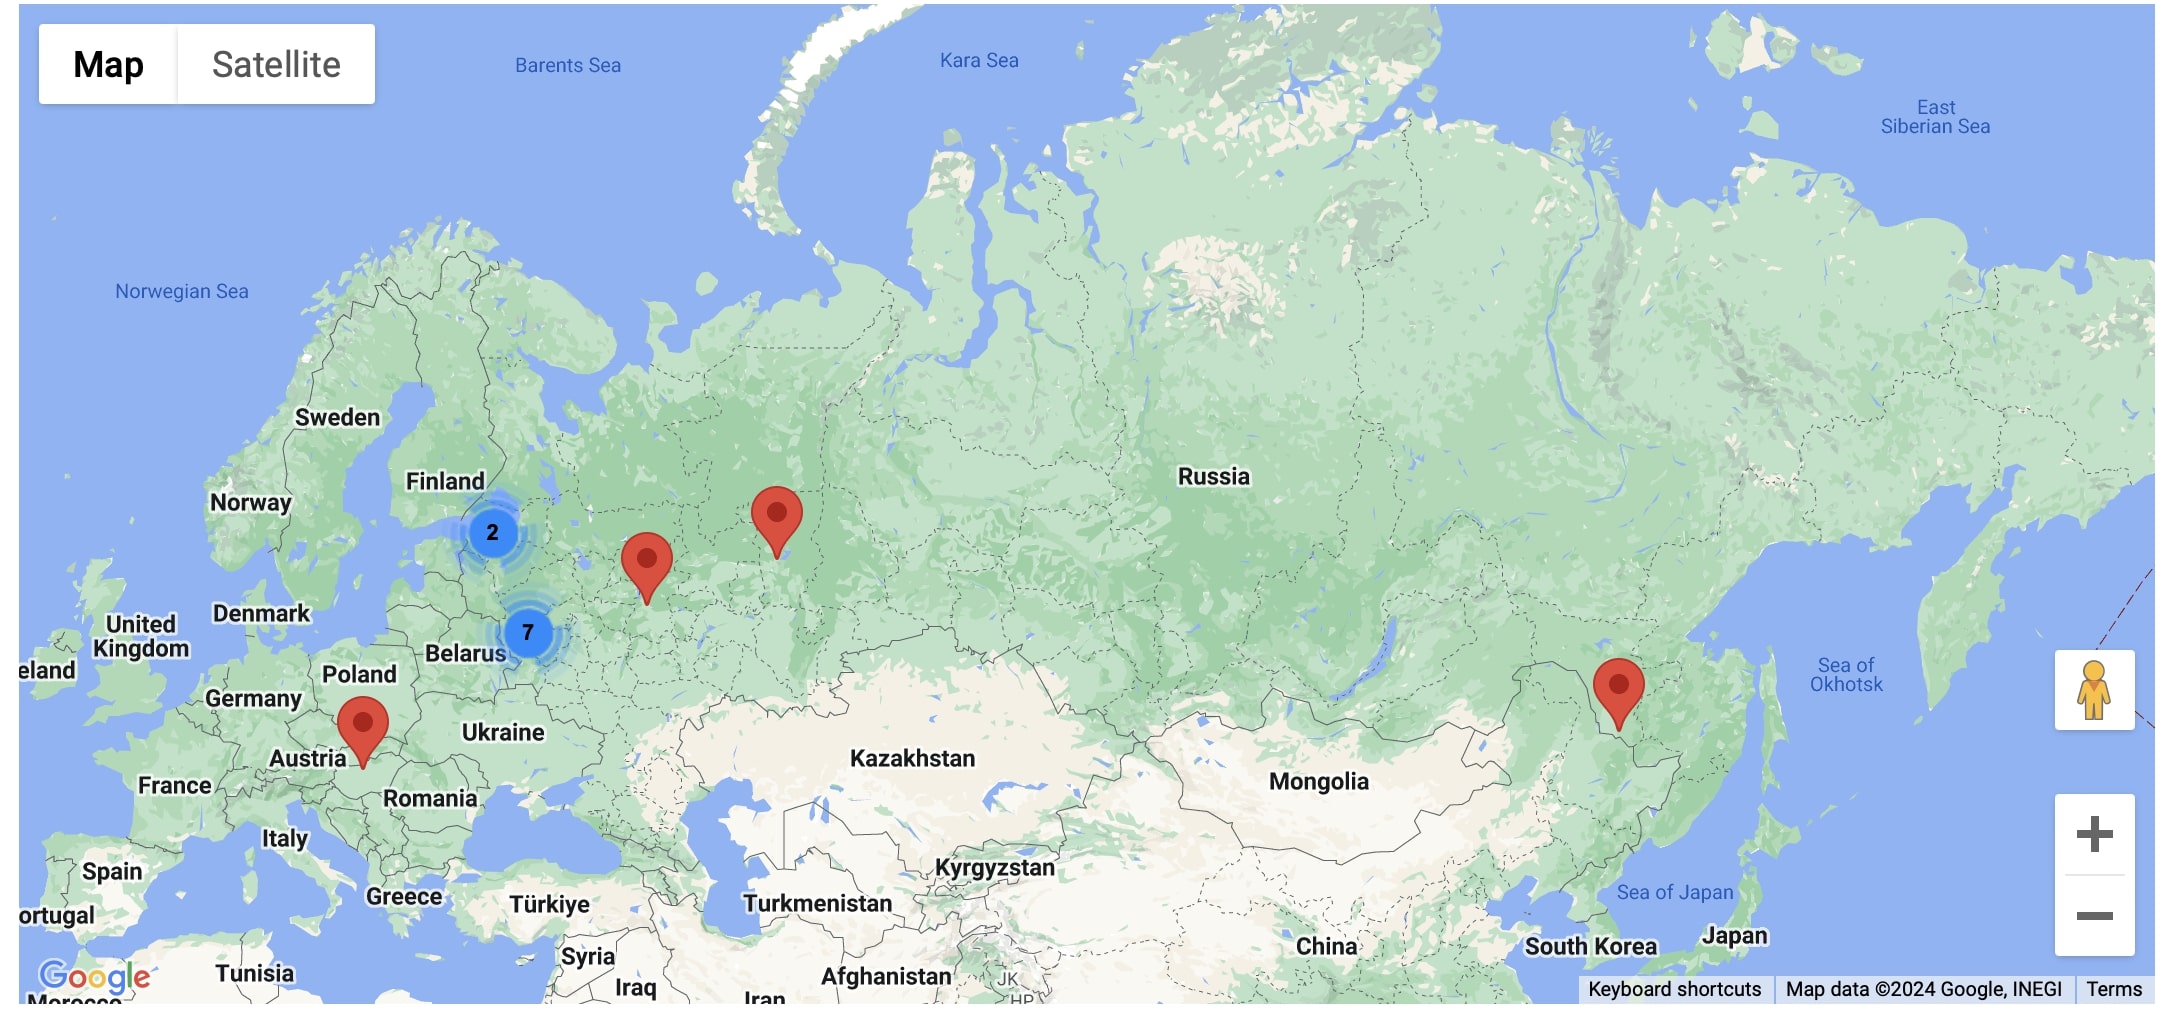 Map
Satellite
Barents Sea
Kara Sea
East
Siberian Sea
Norwegian Sea
Sweden
Russia
Finland
Norway
2
Denmark
United
Kingdom
7
Belarus
eland
Poland
Sea of
Okhotsk
Germany
Ukraine
Austria
Kazakhstan
Mongolia
France
Romania
Italy
Kyrgyzstan
Spain
Sea of Japan
Greece
Türkiye
Turkmenistan
ortugal
Japan
China
South Korea
Syria
Google
Tunisia
Afghanistan
JK
Iraq
Keyboard shortcuts
Map data ©2024 Google, INEGI
Terms
Morocco
Iran
HP